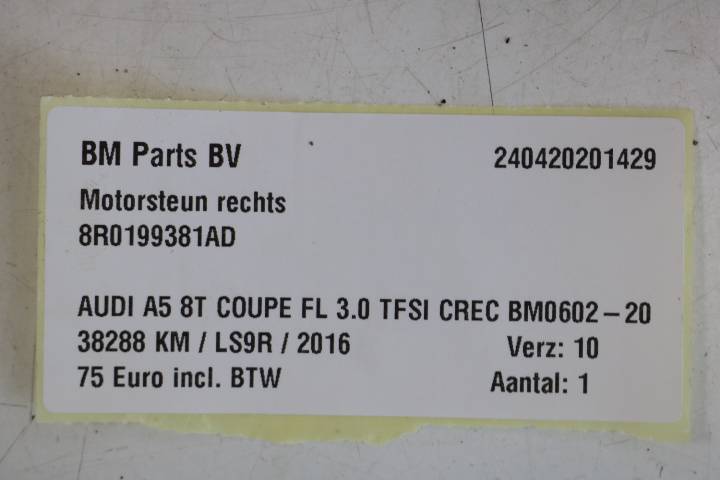 BM Parts BV 240420201429
Motorsteun rechts
8R0199381AD
AUDI A5 8T COUPE FL 3.0 TFSI CREC BM0602-20
38288 KM / LS9R / 2016 Verz: 10
75 Euro incl. BTW Aantal: 1